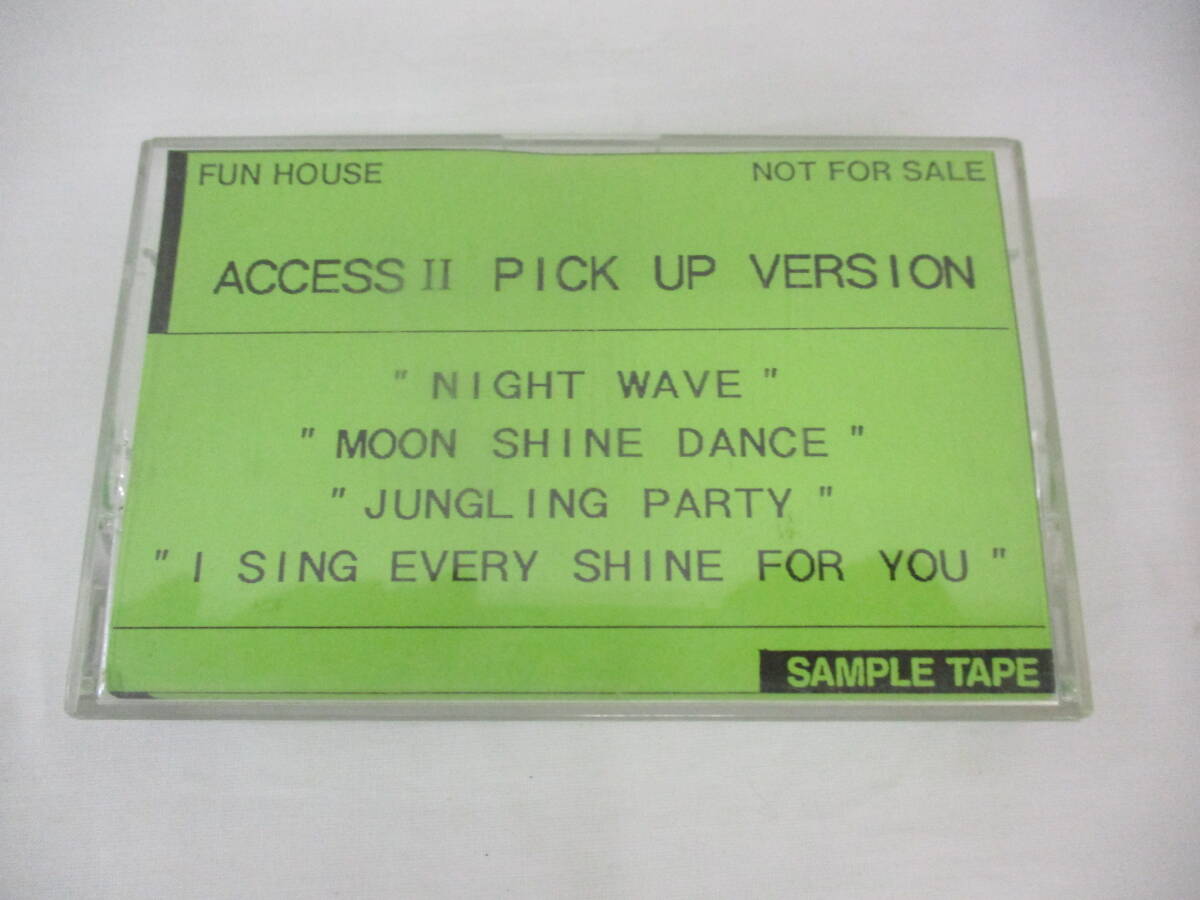 FUN HOUSE NOT FOR SALE
ACCESS II PICK UP VERSION
" NIGHT WAVE "
" MOON SHINE DANCE "
" JUNGLING PARTY "
" I SING EVERY SHINE FOR YOU "
SAMPLE TAPE